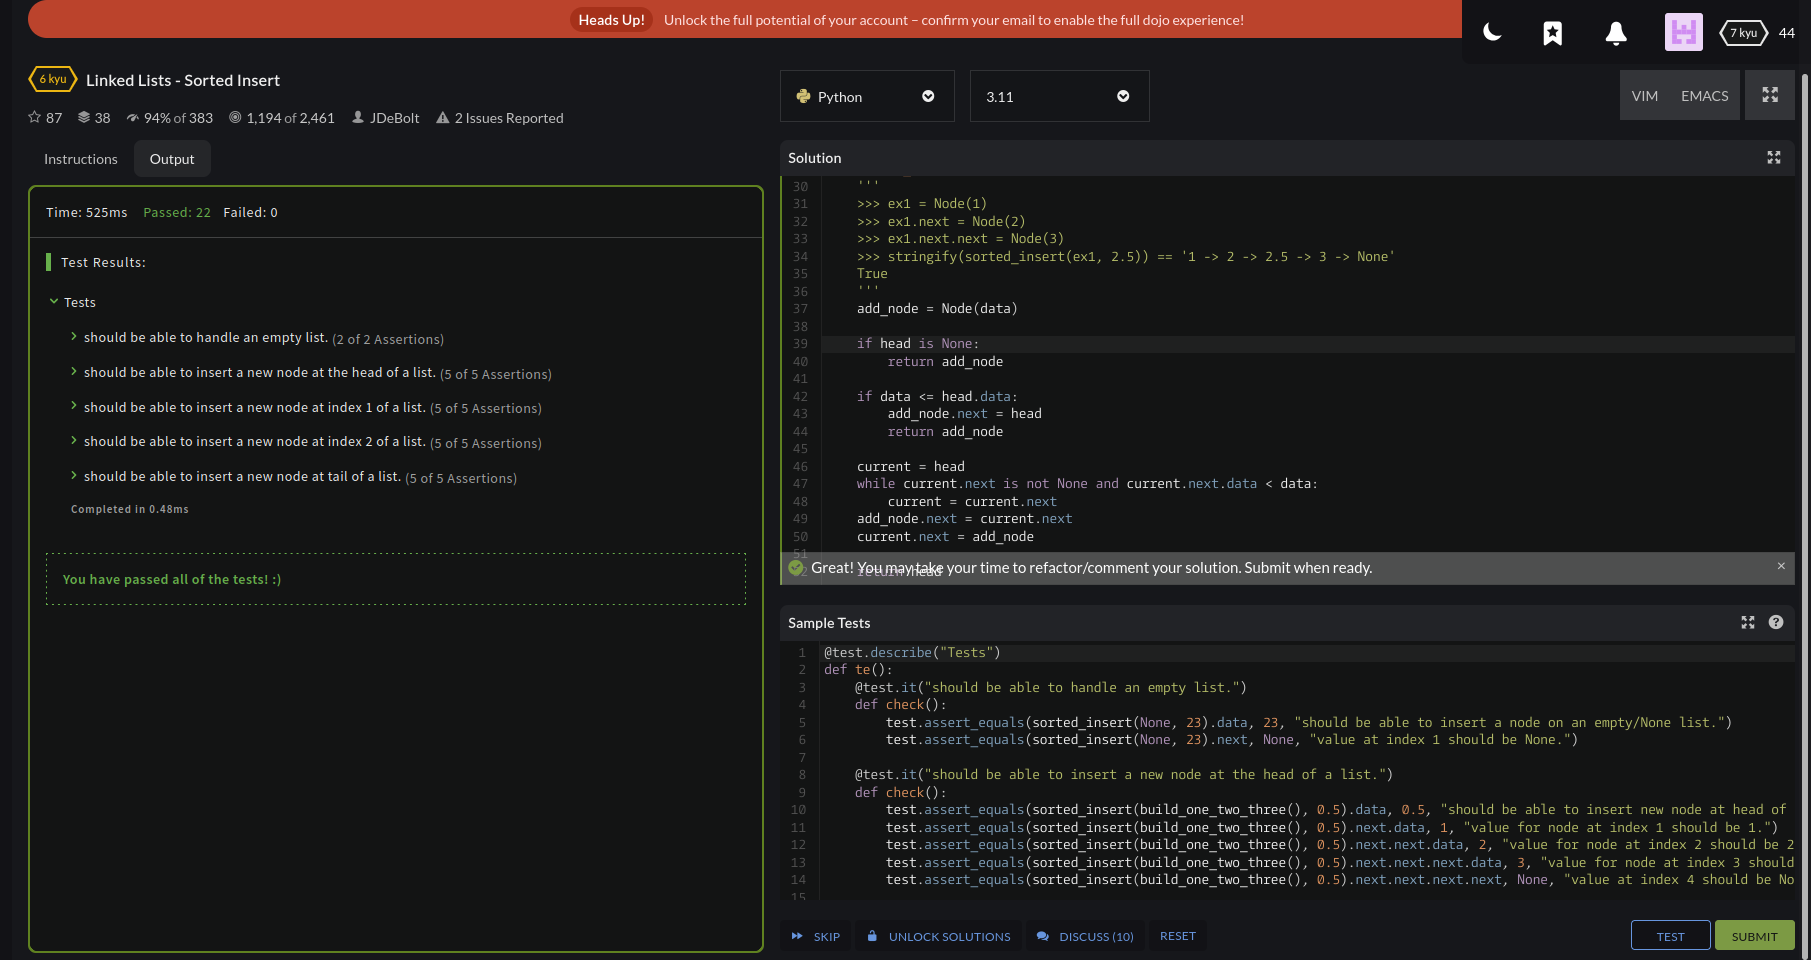 Heads Up! Unlock the full potential of your account – confirm your email to enable the full dojo experience!
7 kyu 44
6 kyu Linked Lists - Sorted Insert
87 38 94% of 383 1,194 of 2,461 JDeBolt 2 Issues Reported
Instructions Output
Time: 525ms Passed: 22 Failed: 0
Test Results:
Tests
should be able to handle an empty list. (2 of 2 Assertions)
should be able to insert a new node at the head of a list. (5 of 5 Assertions)
should be able to insert a new node at index 1 of a list. (5 of 5 Assertions)
should be able to insert a new node at index 2 of a list. (5 of 5 Assertions)
should be able to insert a new node at tail of a list. (5 of 5 Assertions)
Completed in 0.48ms
You have passed all of the tests! :)
Python 3.11 VIM EMACS
Solution
30     '''
31     >>> ex1 = Node(1)
32     >>> ex1.next = Node(2)
33     >>> ex1.next.next = Node(3)
34     >>> stringify(sorted_insert(ex1, 2.5)) == '1 -> 2 -> 2.5 -> 3 -> None'
35     True
36     '''
37     add_node = Node(data)
38
39     if head is None:
40         return add_node
41
42     if data <= head.data:
43         add_node.next = head
44         return add_node
45
46     current = head
47     while current.next is not None and current.next.data < data:
48         current = current.next
49     add_node.next = current.next
50     current.next = add_node
51
52     return head
Great! You may take your time to refactor/comment your solution. Submit when ready. ×
Sample Tests
1 @test.describe("Tests")
2 def te():
3     @test.it("should be able to handle an empty list.")
4     def check():
5         test.assert_equals(sorted_insert(None, 23).data, 23, "should be able to insert a node on an empty/None list.")
6         test.assert_equals(sorted_insert(None, 23).next, None, "value at index 1 should be None.")
7
8     @test.it("should be able to insert a new node at the head of a list.")
9     def check():
10         test.assert_equals(sorted_insert(build_one_two_three(), 0.5).data, 0.5, "should be able to insert new node at head of
11         test.assert_equals(sorted_insert(build_one_two_three(), 0.5).next.data, 1, "value for node at index 1 should be 1.")
12         test.assert_equals(sorted_insert(build_one_two_three(), 0.5).next.next.data, 2, "value for node at index 2 should be 2
13         test.assert_equals(sorted_insert(build_one_two_three(), 0.5).next.next.next.data, 3, "value for node at index 3 should
14         test.assert_equals(sorted_insert(build_one_two_three(), 0.5).next.next.next.next, None, "value at index 4 should be No
15
SKIP UNLOCK SOLUTIONS DISCUSS (10) RESET TEST SUBMIT